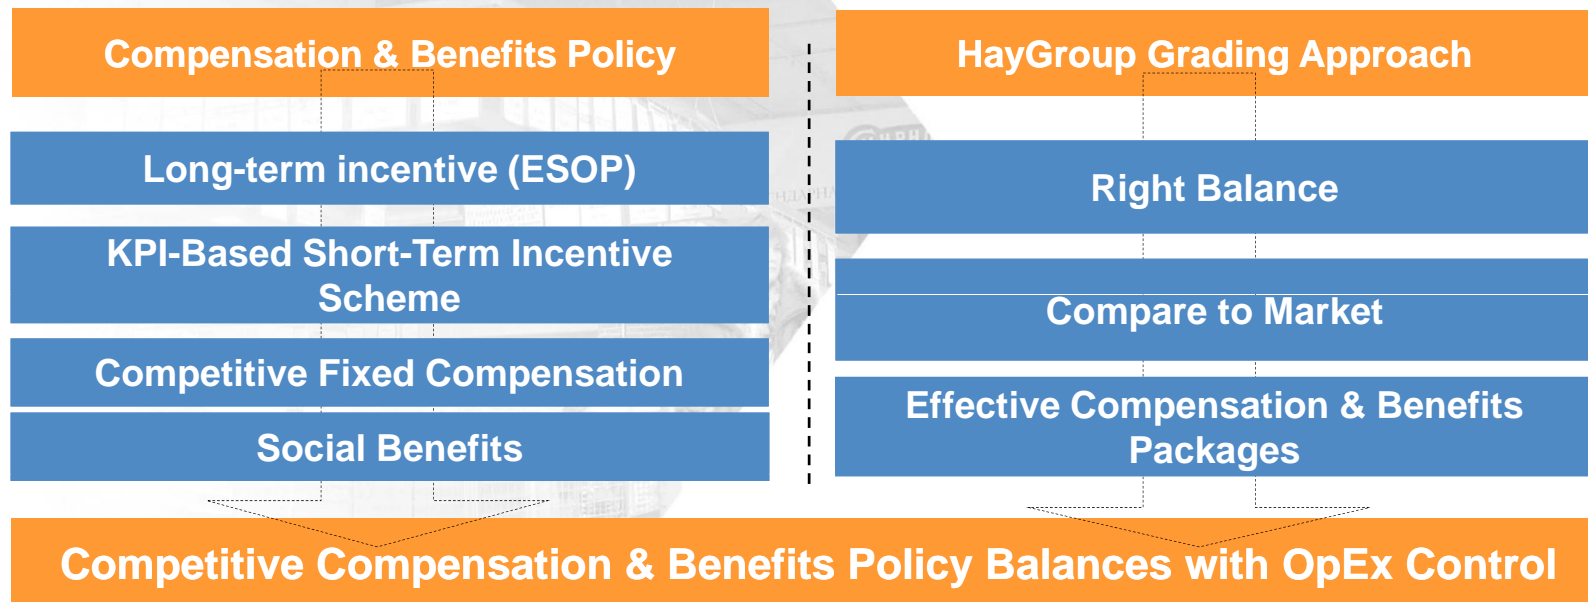 Compensation & Benefits Policy
Long-term incentive (ESOP)
KPI-Based Short-Term Incentive
Scheme
Competitive Fixed Compensation
Social Benefits
HayGroup Grading Approach
Right Balance
Compare to Market
Effective Compensation & Benefits
Packages
Competitive Compensation & Benefits Policy Balances with OpEx Control